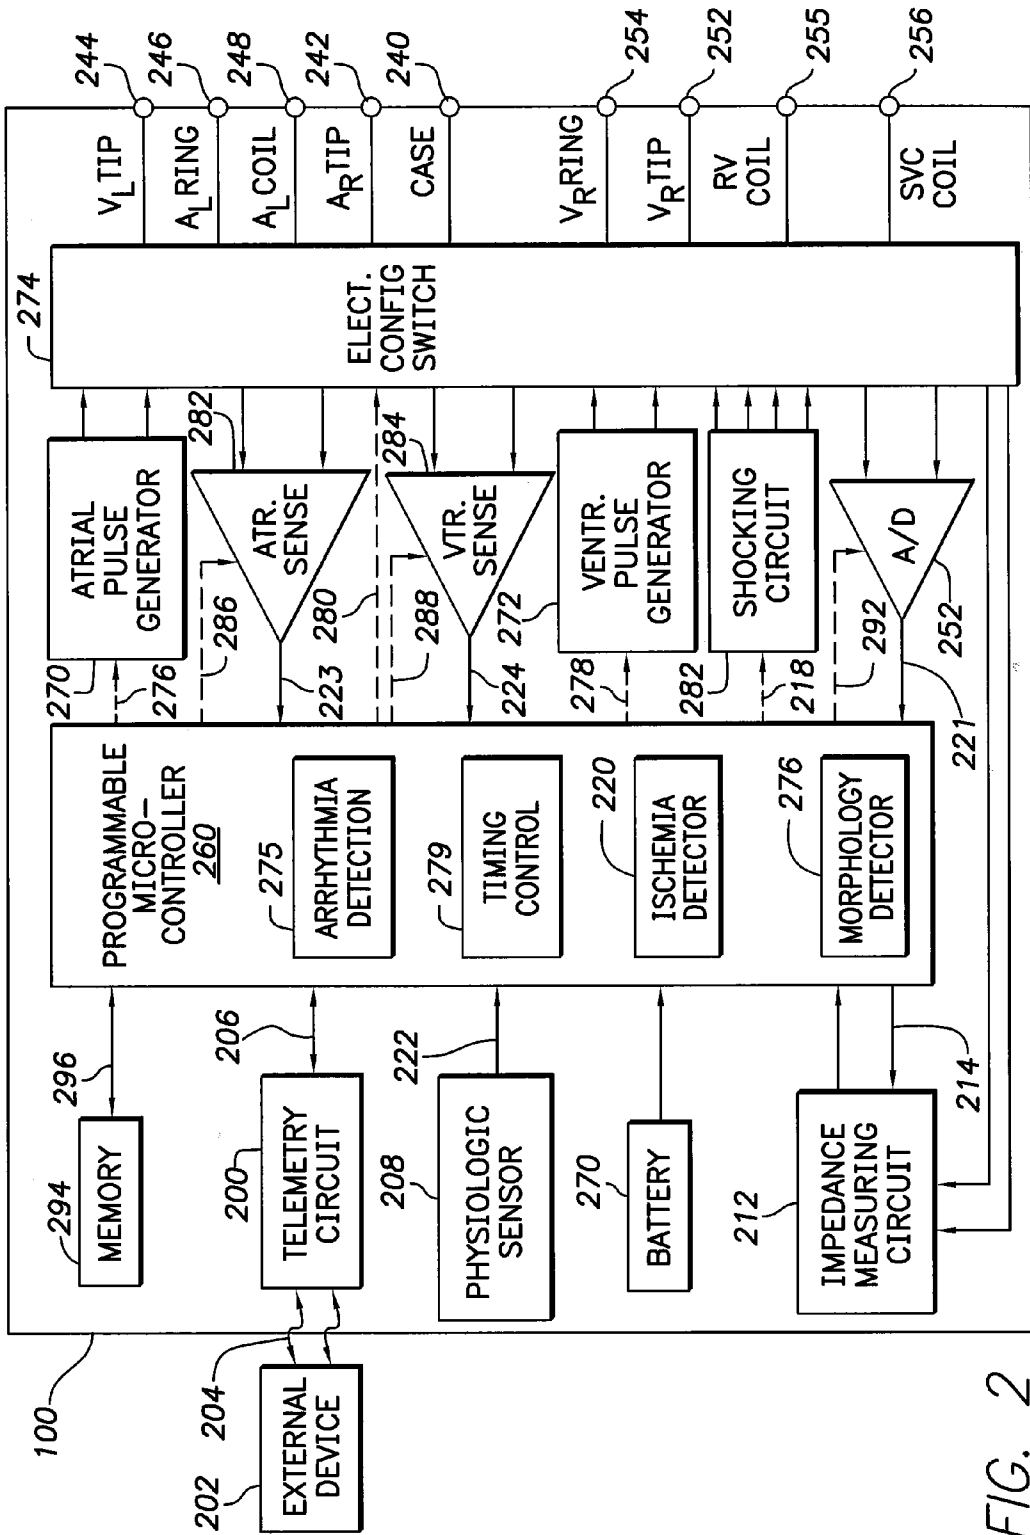 100
202
EXTERNAL
DEVICE
204
294
MEMORY
296
200
TELEMETRY
CIRCUIT
206
208
PHYSIOLOGIC
SENSOR
222
270
BATTERY
212
IMPEDANCE
MEASURING
CIRCUIT
214
PROGRAMMABLE
MICRO-
CONTROLLER
260
275
ARRHYTHMIA
DETECTION
279
TIMING
CONTROL
220
ISCHEMIA
DETECTOR
276
MORPHOLOGY
DETECTOR
270
276
ATRIAL
PULSE
GENERATOR
286
223
282
ATR.
SENSE
280
288
224
284
VTR.
SENSE
278
272
VENTR.
PULSE
GENERATOR
282
218
SHOCKING
CIRCUIT
292
221
A/D
252
274
ELECT.
CONFIG
SWITCH
VLTIP
244
ALRING
246
ALCOIL
248
ARTIP
242
CASE
240
VRRING
254
VRTIP
252
RV
COIL
255
SVC
COIL
256
FIG. 2